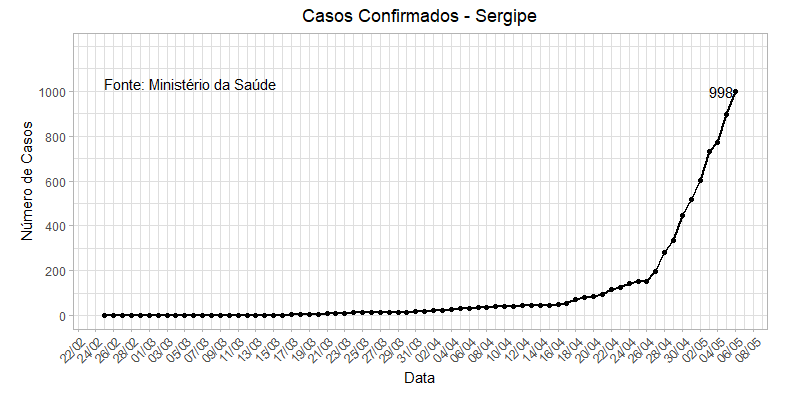 Casos Confirmados - Sergipe
Fonte: Ministério da Saúde
998
Número de Casos
1000
800
600
400
200
0
22/02 24/02 26/02 28/02 01/03 03/03 05/03 07/03 09/03 11/03 13/03 15/03 17/03 19/03 21/03 23/03 25/03 27/03 29/03 31/03 02/04 04/04 06/04 08/04 10/04 12/04 14/04 16/04 18/04 20/04 22/04 24/04 26/04 28/04 30/04 02/05 04/05 06/05 08/05
Data